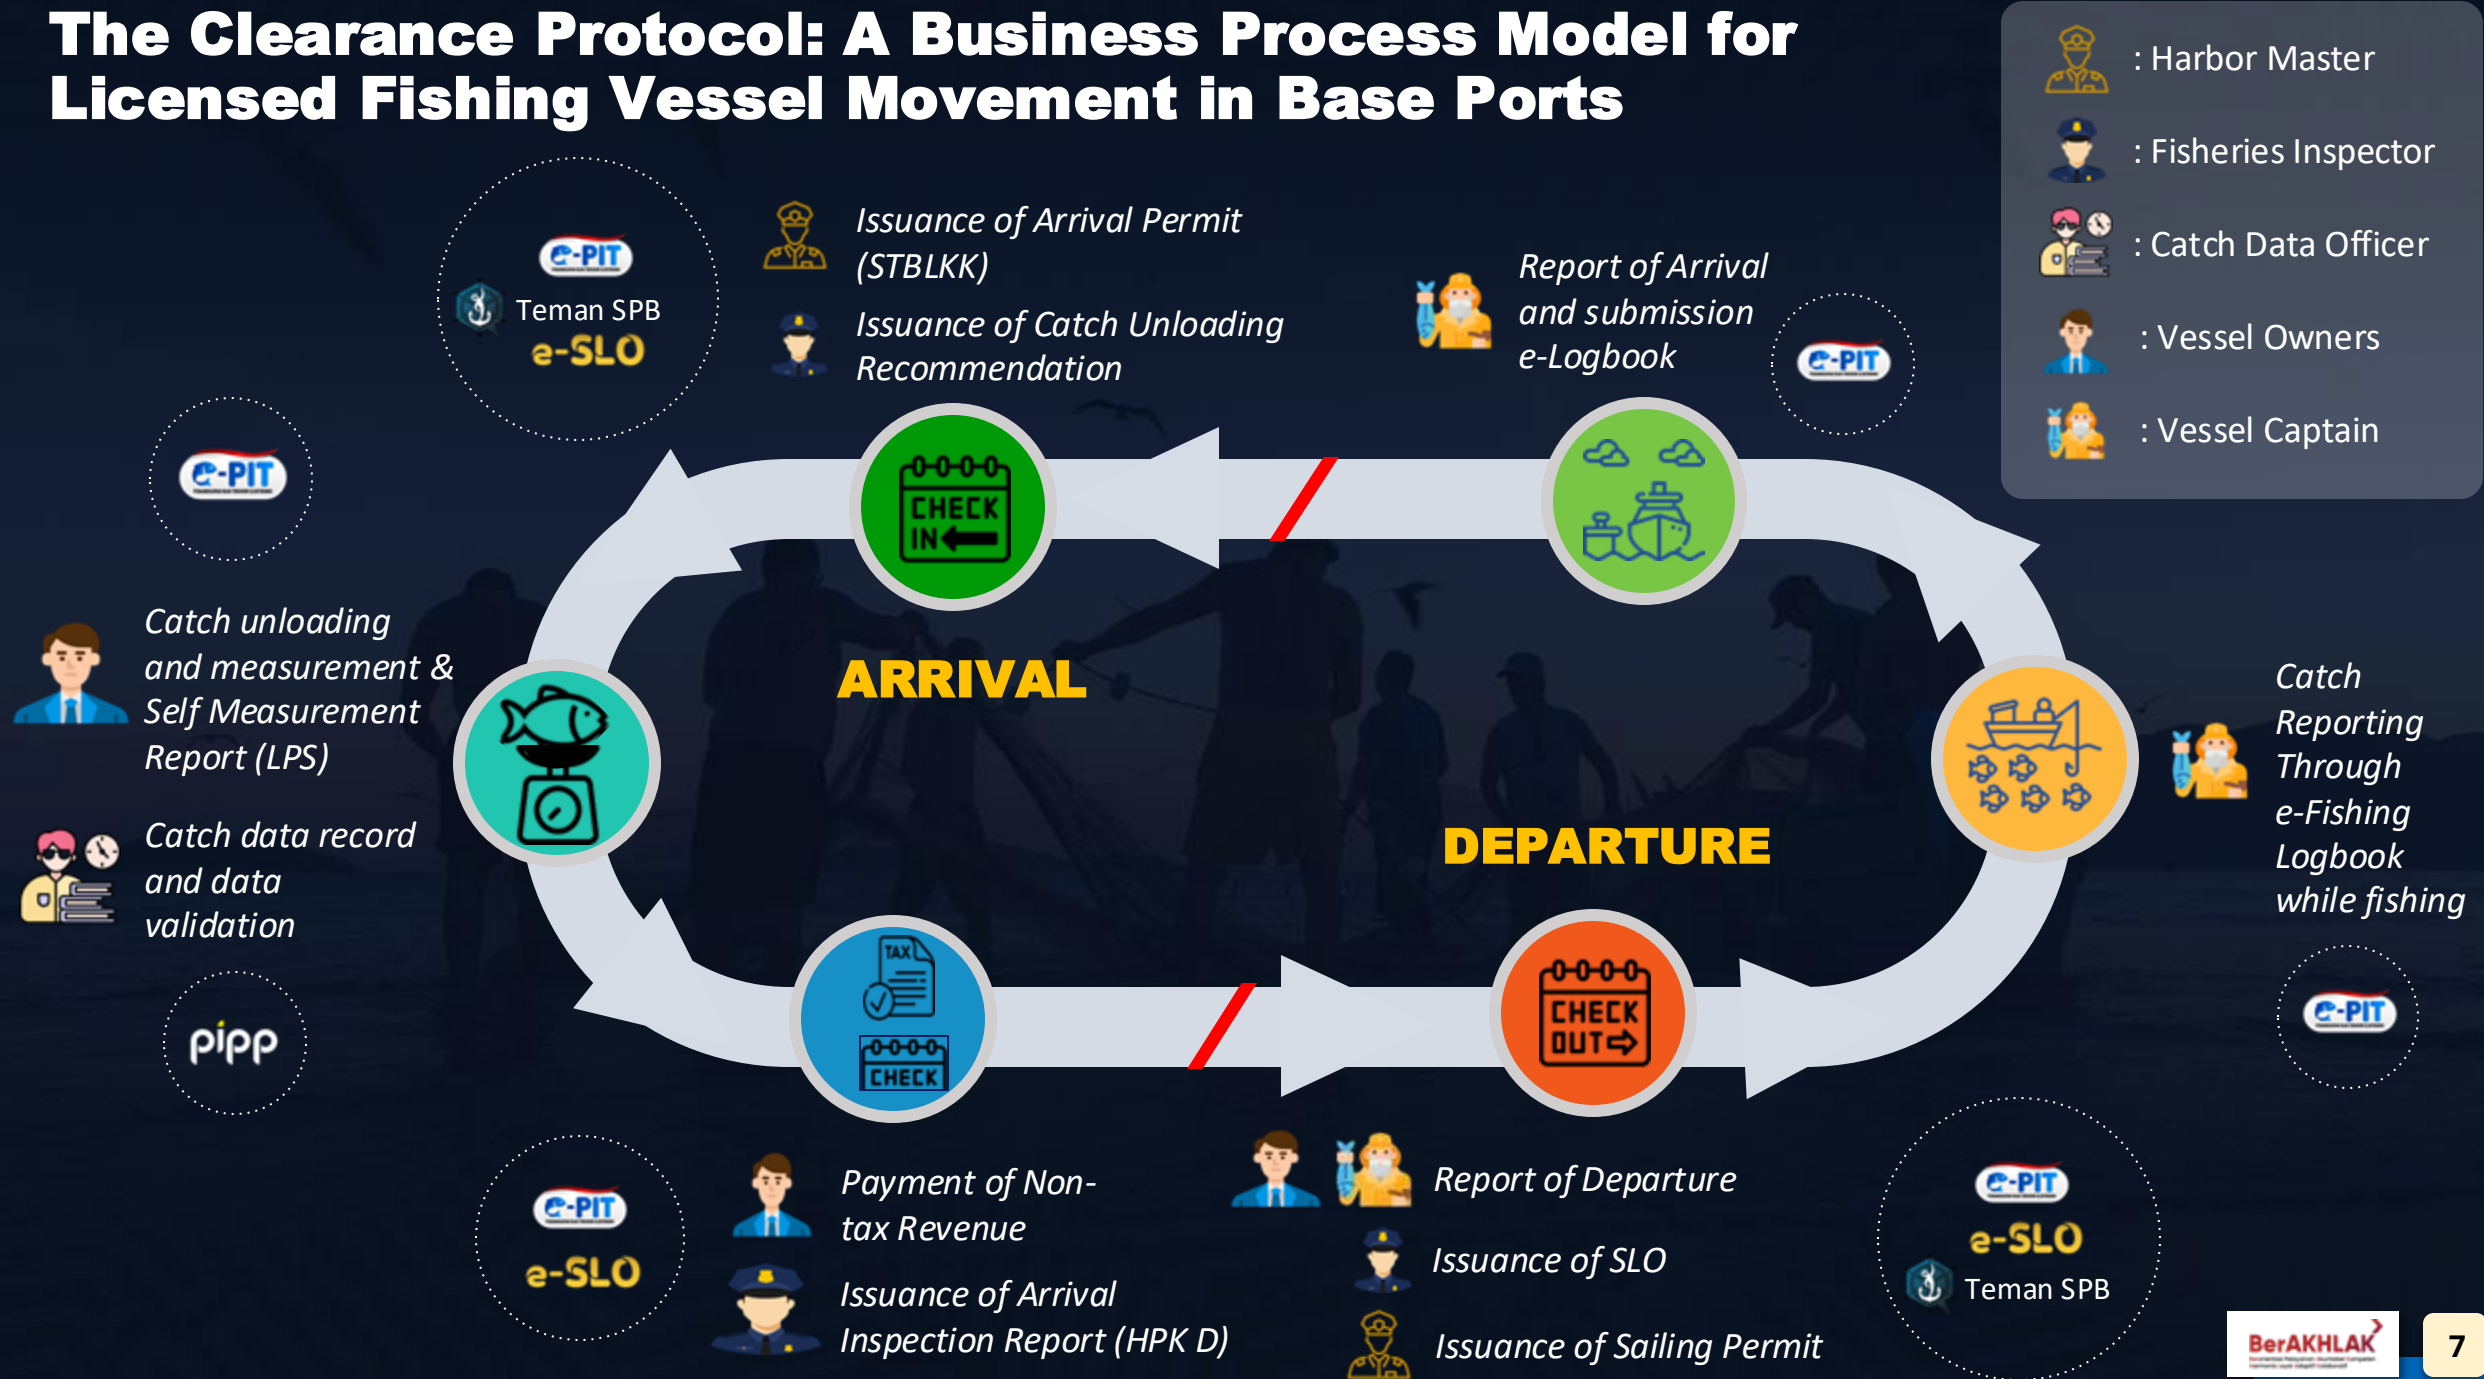 The Clearance Protocol: A Business Process Model for
Licensed Fishing Vessel Movement in Base Ports
: Harbor Master
: Fisheries Inspector
: Catch Data Officer
: Vessel Owners
: Vessel Captain
e-PIT
Teman SPB
e-SLO
Issuance of Arrival Permit
(STBLKK)
Issuance of Catch Unloading
Recommendation
Report of Arrival
and submission
e-Logbook
e-PIT
e-PIT
CHECK
IN
ARRIVAL
Catch unloading
and measurement &
Self Measurement
Report (LPS)
Catch data record
and data
validation
pipp
Catch
Reporting
Through
e-Fishing
Logbook
while fishing
e-PIT
DEPARTURE
TAX
CHECK
CHECK
OUT
e-PIT
e-SLO
Payment of Non-
tax Revenue
Issuance of Arrival
Inspection Report (HPK D)
Report of Departure
Issuance of SLO
Issuance of Sailing Permit
e-PIT
e-SLO
Teman SPB
BerAKHLAK
7